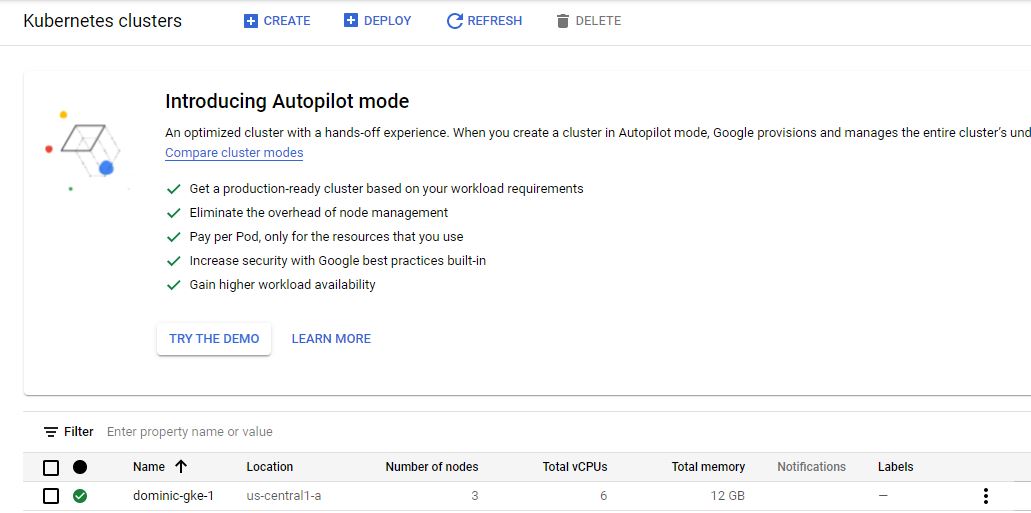 Kubernetes clusters CREATE DEPLOY REFRESH DELETE
Introducing Autopilot mode
An optimized cluster with a hands-off experience. When you create a cluster in Autopilot mode, Google provisions and manages the entire cluster's und
Compare cluster modes
Get a production-ready cluster based on your workload requirements
Eliminate the overhead of node management
Pay per Pod, only for the resources that you use
Increase security with Google best practices built-in
Gain higher workload availability
TRY THE DEMO LEARN MORE
Filter Enter property name or value
Name Location Number of nodes Total vCPUs Total memory Notifications Labels
dominic-gke-1 us-central1-a 3 6 12 GB —